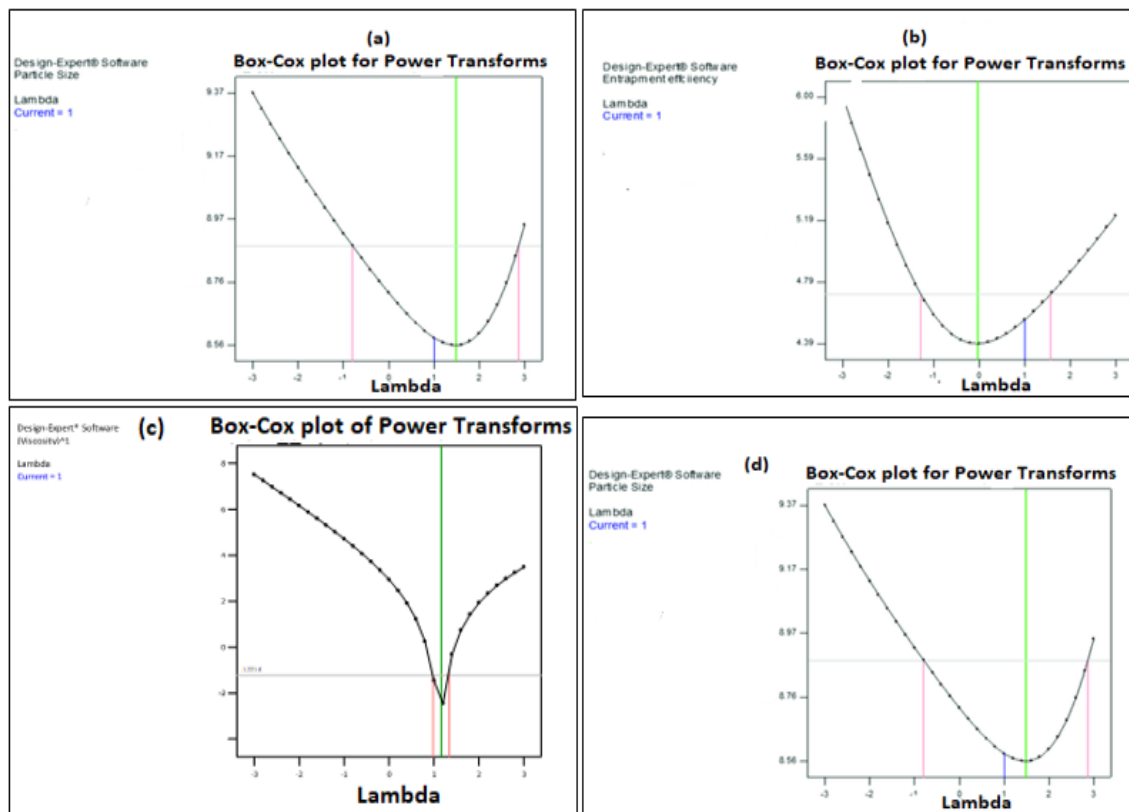 (a)
Design-Expert® Software
Particle Size
Lambda
Current = 1
Box-Cox plot for Power Transforms
9.37
9.17
8.97
8.76
8.56
-3 -2 -1 0 1 2 3
Lambda
(b)
Design-Expert® Software
Entrapment effciiency
Lambda
Current = 1
Box-Cox plot for Power Transforms
6.00
5.59
5.19
4.79
4.39
-3 -2 -1 0 1 2 3
Lambda
(c)
Design-Expert® Software
(Viscosity)^1
Lambda
Current = 1
Box-Cox plot of Power Transforms
8
6
4
2
0
-2
-3 -2 -1 0 1 2 3
Lambda
(d)
Design-Expert® Software
Particle Size
Lambda
Current = 1
Box-Cox plot for Power Transforms
9.37
9.17
8.97
8.76
8.56
-3 -2 -1 0 1 2 3
Lambda